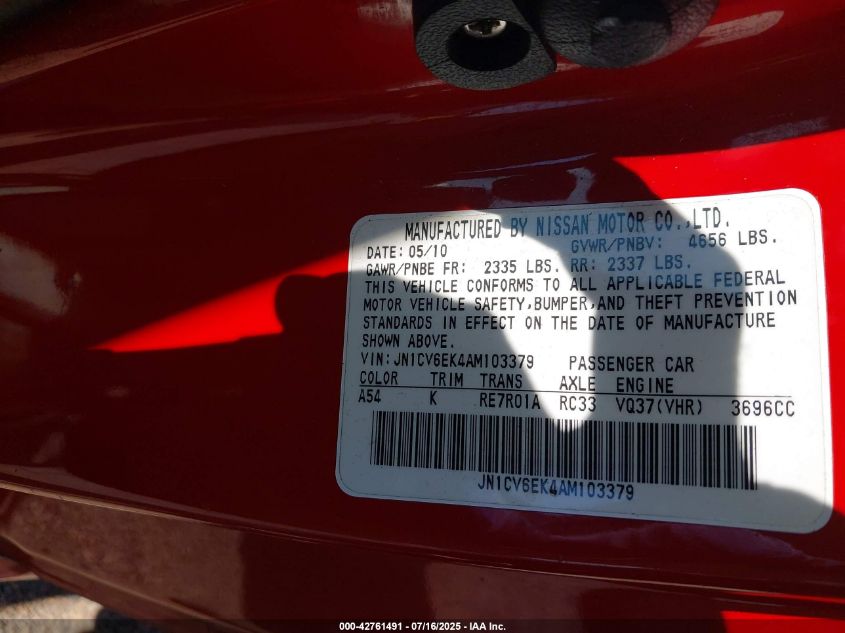 MANUFACTURED BY NISSAN MOTOR CO.,LTD.
DATE: 05/10 GVWR/PNBV: 4656 LBS.
GAWR/PNBE FR: 2335 LBS. RR: 2337 LBS.
THIS VEHICLE CONFORMS TO ALL APPLICABLE FEDERAL
MOTOR VEHICLE SAFETY,BUMPER,AND THEFT PREVENTION
STANDARDS IN EFFECT ON THE DATE OF MANUFACTURE
SHOWN ABOVE.
VIN:JN1CV6EK4AM103379 PASSENGER CAR
COLOR TRIM TRANS AXLE ENGINE
A54 K RE7R01A RC33 VQ37(VHR) 3696CC
JN1CV6EK4AM103379
000-42761491 - 07/16/2025 - IAA Inc.